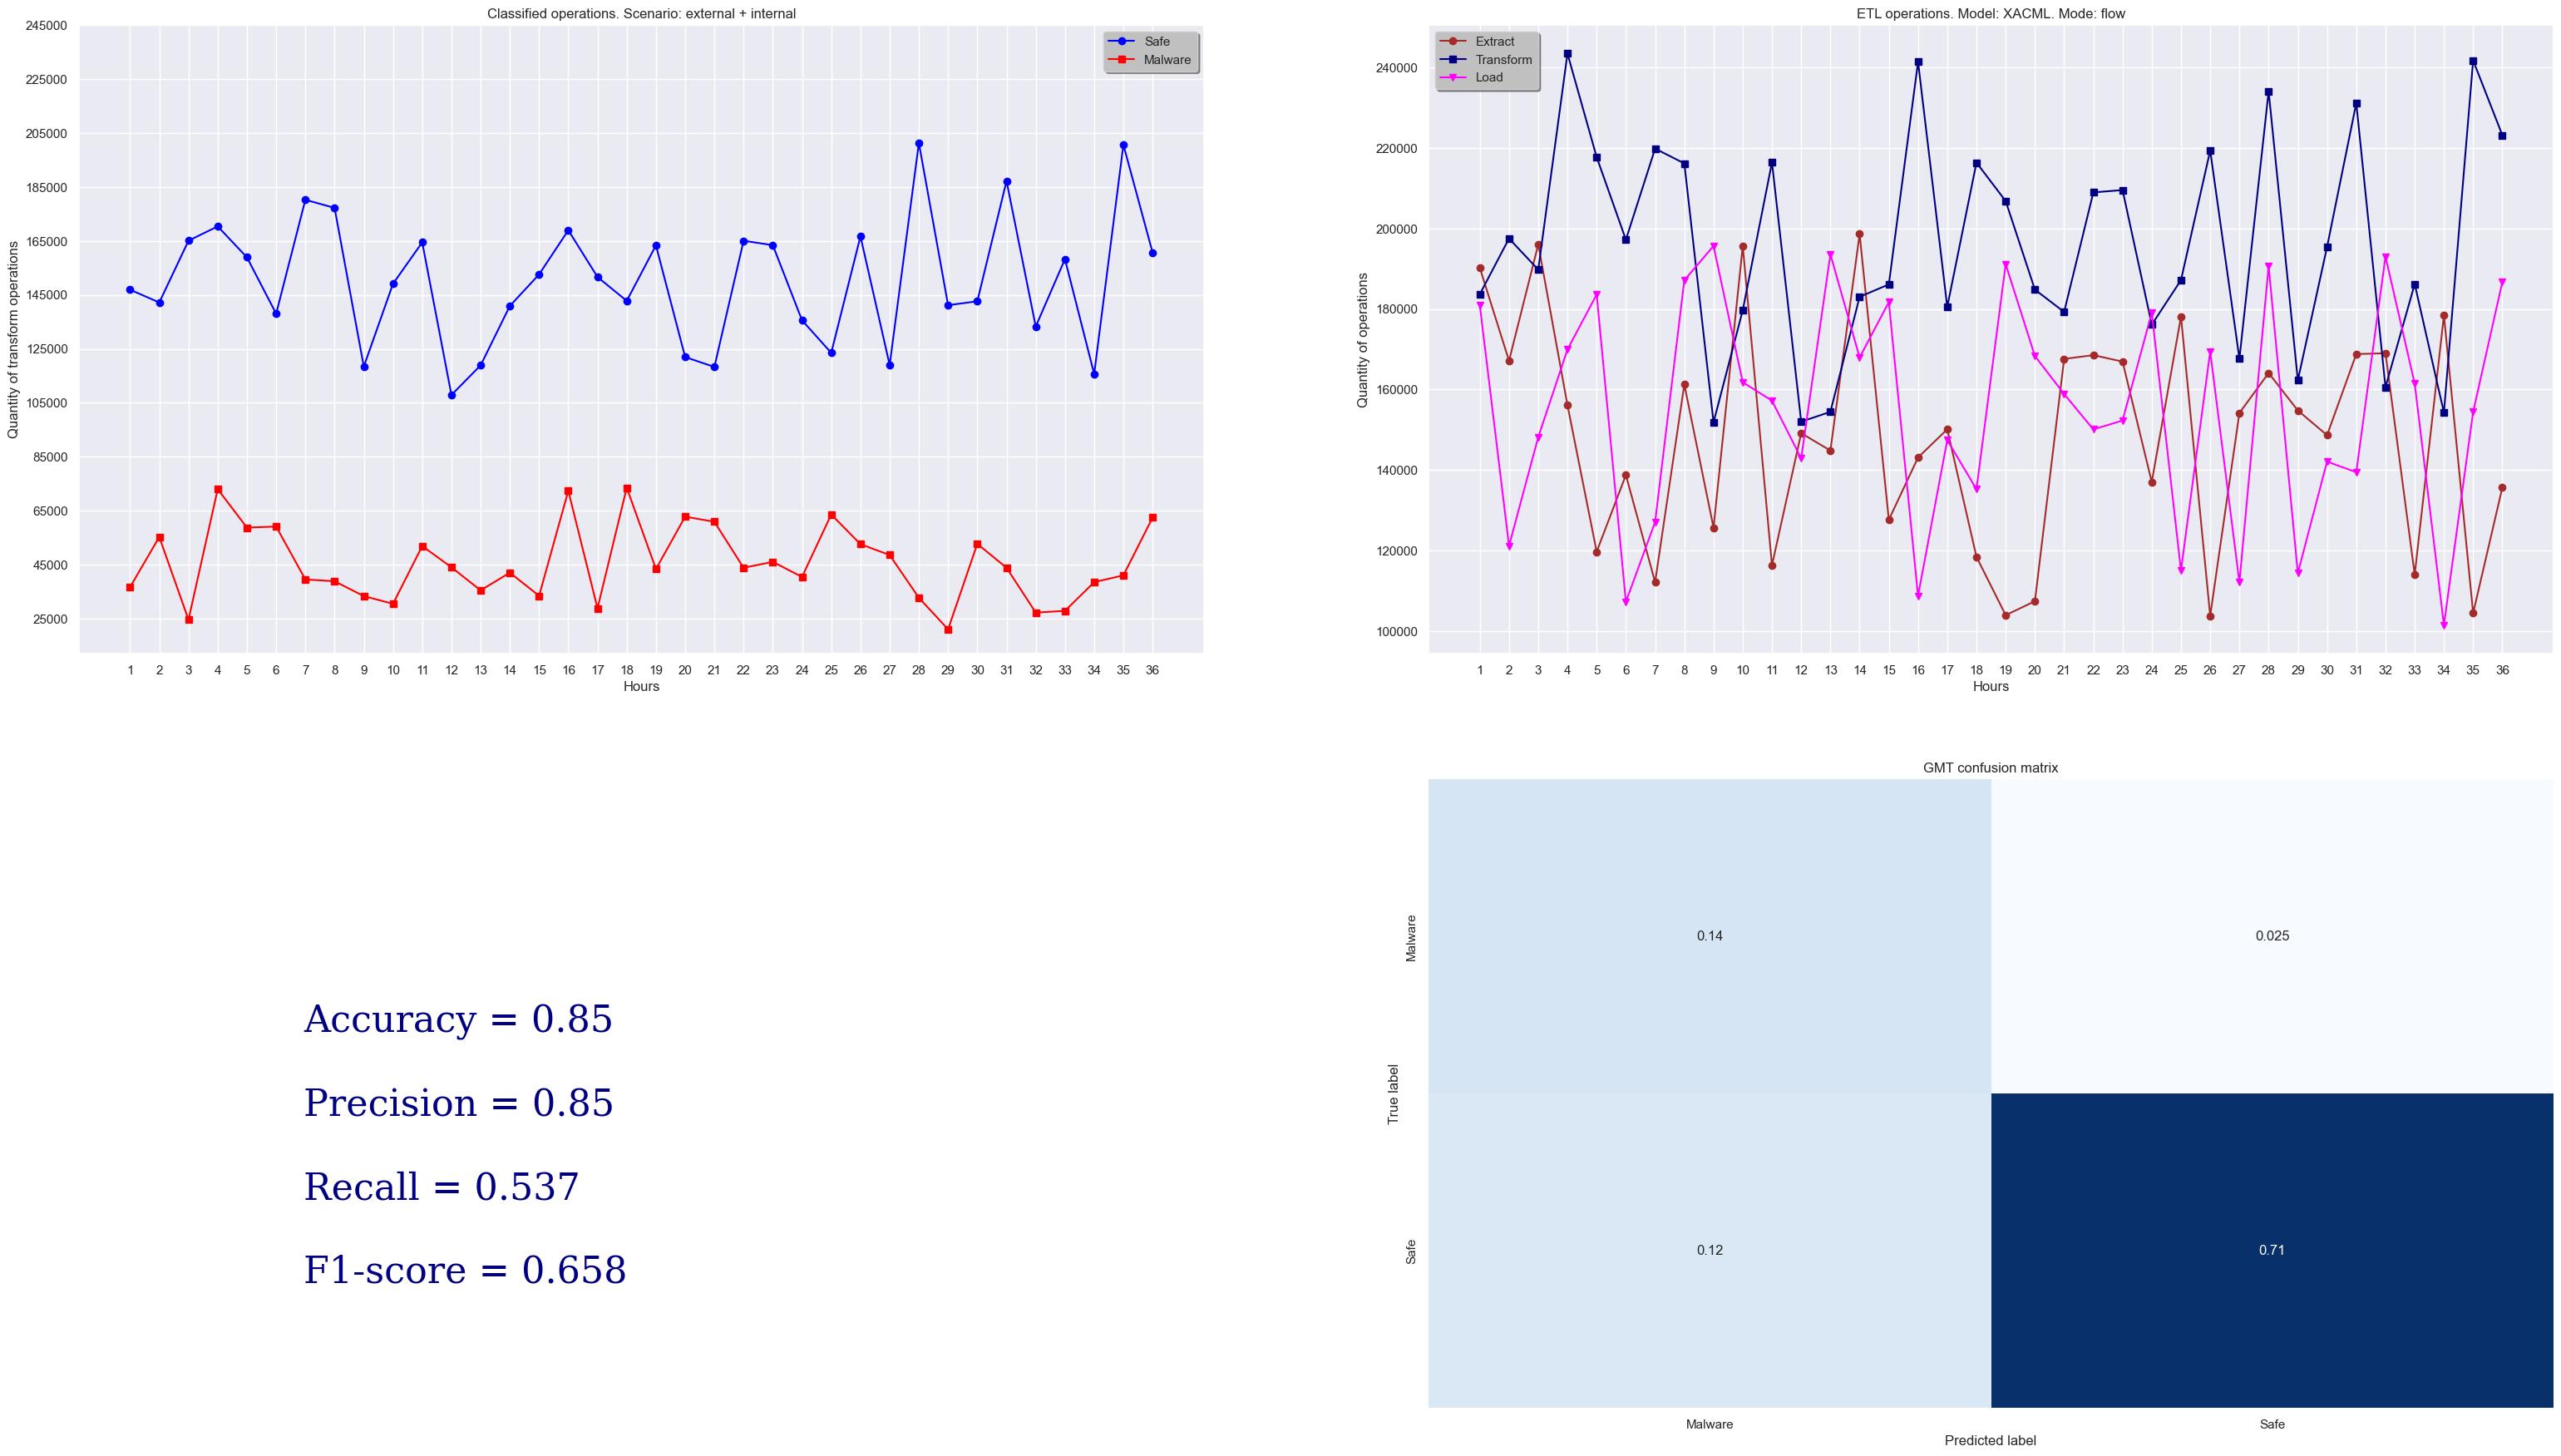 Classified operations. Scenario: external + internal
Safe
Malware
Quantity of transform operations
245000
225000
205000
185000
165000
145000
125000
105000
85000
65000
45000
25000
1 2 3 4 5 6 7 8 9 10 11 12 13 14 15 16 17 18 19 20 21 22 23 24 25 26 27 28 29 30 31 32 33 34 35 36
Hours
ETL operations. Model: XACML. Mode: flow
Extract
Transform
Load
Quantity of operations
240000
220000
200000
180000
160000
140000
120000
100000
1 2 3 4 5 6 7 8 9 10 11 12 13 14 15 16 17 18 19 20 21 22 23 24 25 26 27 28 29 30 31 32 33 34 35 36
Hours
Accuracy = 0.85
Precision = 0.85
Recall = 0.537
F1-score = 0.658
GMT confusion matrix
True label
Malware
0.14 0.025
Safe
0.12 0.71
Malware Safe
Predicted label